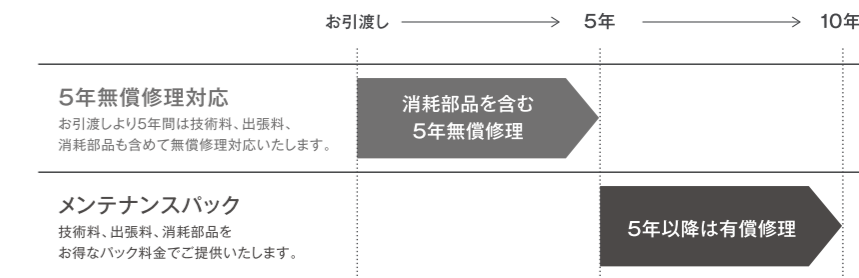 お引渡し
5年
10年
5年無償修理対応
お引渡しより5年間は技術料、出張料、
消耗部品も含めて無償修理対応いたします。
消耗部品を含む
5年無償修理
メンテナンスパック
技術料、出張料、消耗部品を
お得なパック料金でご提供いたします。
5年以降は有償修理